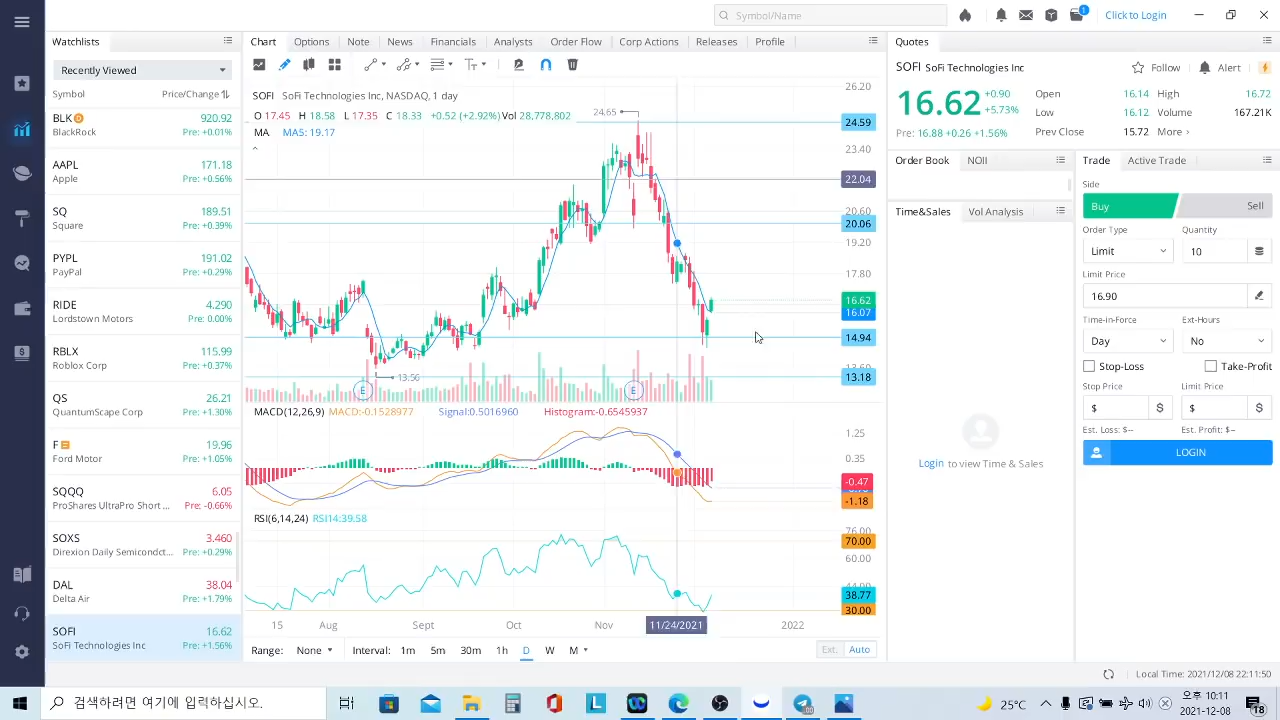 Symbol/Name
1
Click to Login
Watchlists
Chart
Options
Note
News
Financials
Analysts
Order Flow
Corp Actions
Releases
Profile
Quotes
Recently Viewed
Symbol
Price/Change
BLK
920.92
BlackRock
Pre: +0.01%
AAPL
171.18
Apple
Pre: +0.56%
SQ
189.51
Square
Pre: +0.39%
PYPL
191.02
PayPal
Pre: +0.29%
RIDE
4.290
Lordstown Motors
Pre: 0.00%
RBLX
115.99
Roblox Corp
Pre: +0.37%
QS
26.21
QuantumScape Corp
Pre: +1.30%
F
19.96
Ford Motor
Pre: +1.05%
SQQQ
6.05
ProShares UltraPro Short ...
Pre: -0.66%
SOXS
3.460
Direxion Daily Semicondct...
Pre: +0.29%
DAL
38.04
Delta Air
Pre: +1.79%
SOFI
16.62
SoFi Technologies Inc
Pre: +1.56%
SOFI SoFi Technologies Inc, NASDAQ, 1 day
O 17.45 H 18.58 L 17.35 C 18.33 +0.52 (+2.92%) Vol 28,778,802
MA MA5: 19.17
24.65
13.56
E
E
26.20
24.59
23.40
22.04
20.60
20.06
19.20
17.80
16.62
16.07
14.94
13.18
MACD(12,26,9) MACD:-0.1528977 Signal:0.5016960 Histogram:-0.6545937
1.25
0.35
-0.47
-1.18
RSI(6,14,24) RSI14:39.58
76.00
70.00
60.00
44.00
38.77
30.00
15
Aug
Sept
Oct
Nov
11/24/2021
2022
Range: None
Interval: 1m 5m 30m 1h D W M
Ext. Auto
SOFI SoFi Technologies Inc
Follow
Alert
16.62
+0.90
+5.73%
Pre: 16.88 +0.26 +1.56%
Open 16.14 High 16.72
Low 16.12 Volume 167.21K
Prev Close 15.72 More
Order Book
NOII
Time&Sales
Vol Analysis
Login to view Time & Sales
Trade
Active Trade
Side
Buy
Sell
Order Type
Quantity
Limit
10
Limit Price
16.90
Time-in-Force
Ext-Hours
Day
No
Stop-Loss
Take-Profit
Stop Price
Limit Price
$ $
$ $
Est. Loss: $--
Est. Profit: $--
LOGIN
Local Time: 2021/12/08 22:11:50
검색하려면 여기에 입력하십시오.
25°
2021-12-08
18